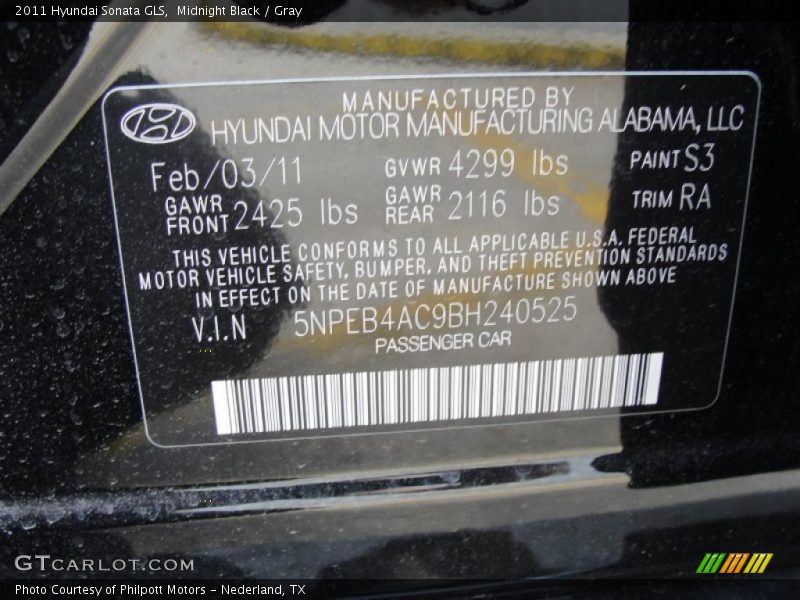 2011 Hyundai Sonata GLS, Midnight Black / Gray
MANUFACTURED BY
HYUNDAI MOTOR MANUFACTURING ALABAMA, LLC
Feb/03/11 GVWR 4299 lbs PAINT S3
GAWR FRONT 2425 lbs GAWR REAR 2116 lbs TRIM RA
THIS VEHICLE CONFORMS TO ALL APPLICABLE U.S.A. FEDERAL
MOTOR VEHICLE SAFETY, BUMPER, AND THEFT PREVENTION STANDARDS
IN EFFECT ON THE DATE OF MANUFACTURE SHOWN ABOVE
V.I.N 5NPEB4AC9BH240525
PASSENGER CAR
GTCARLOT.COM
Photo Courtesy of Philpott Motors - Nederland, TX